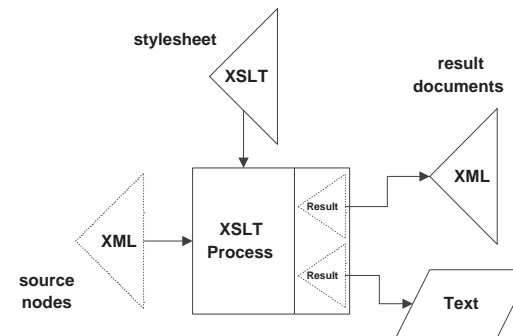 stylesheet
XSLT
result
documents
XML
Result
XSLT
Process
XML
Result
source
nodes
Text